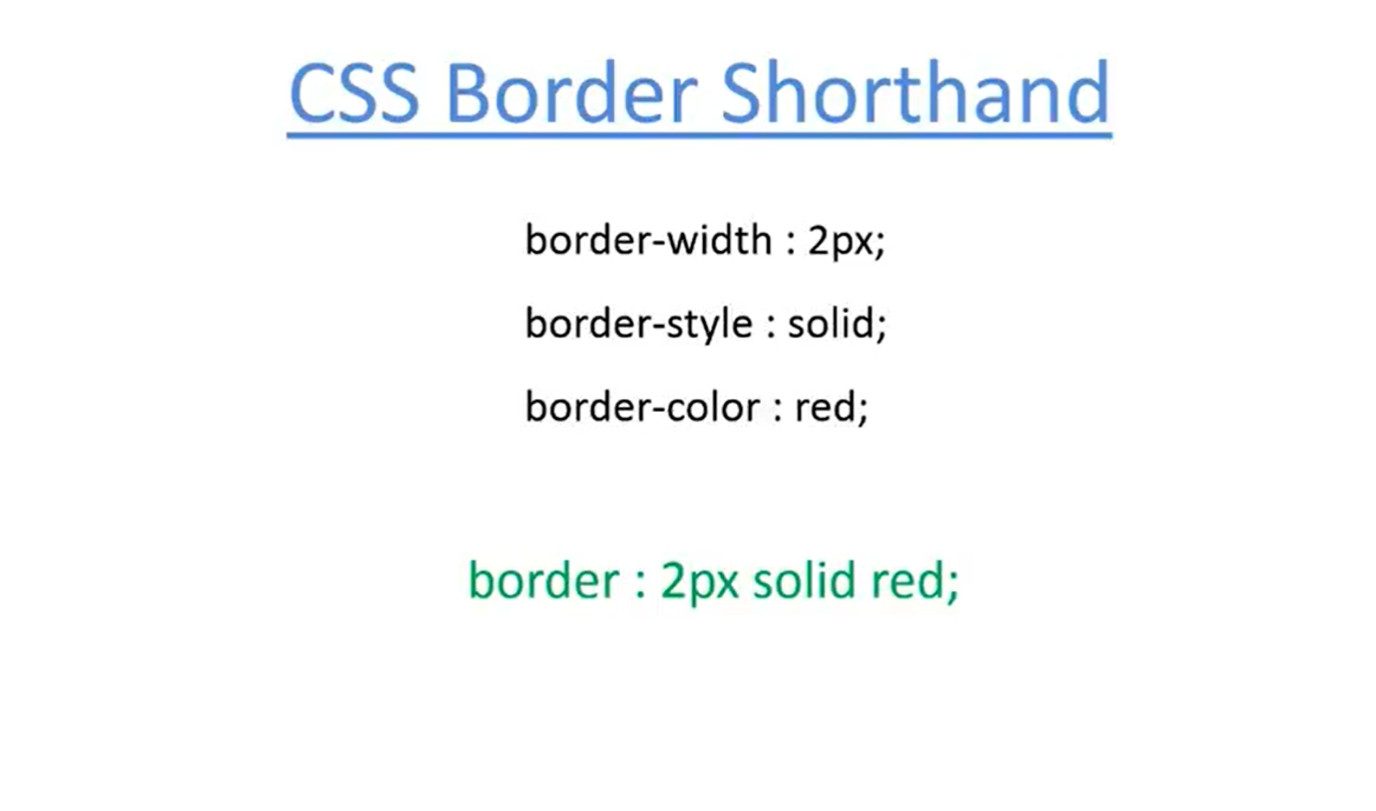 CSS Border Shorthand
border-width : 2px;
border-style : solid;
border-color : red;
border : 2px solid red;